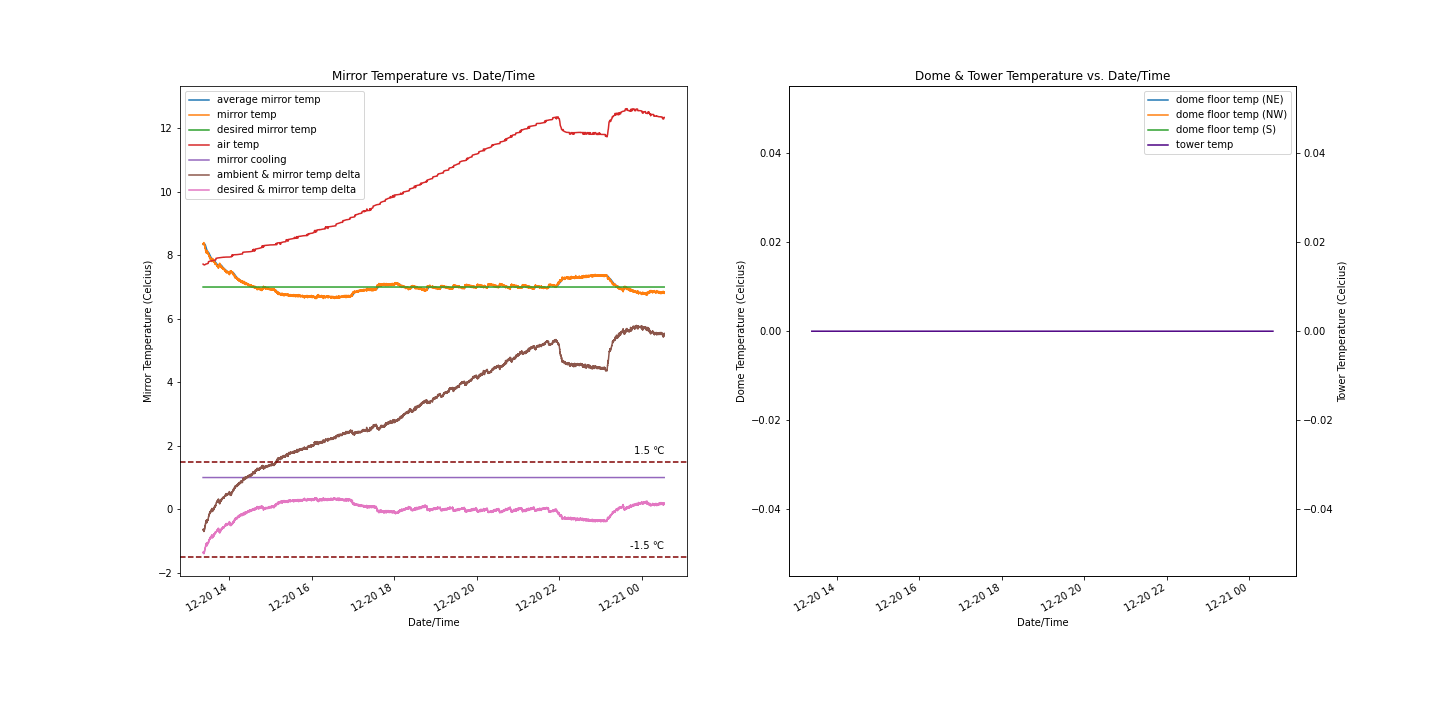 Mirror Temperature vs. Date/Time
average mirror temp
mirror temp
desired mirror temp
air temp
mirror cooling
ambient & mirror temp delta
desired & mirror temp delta
Mirror Temperature (Celcius)
12
10
8
6
4
2
0
−2
1.5 °C
-1.5 °C
12-20 14
12-20 16
12-20 18
12-20 20
12-20 22
12-21 00
Date/Time
Dome & Tower Temperature vs. Date/Time
dome floor temp (NE)
dome floor temp (NW)
dome floor temp (S)
tower temp
Dome Temperature (Celcius)
0.04
0.02
0.00
−0.02
−0.04
0.04
0.02
0.00
−0.02
−0.04
Tower Temperature (Celcius)
12-20 14
12-20 16
12-20 18
12-20 20
12-20 22
12-21 00
Date/Time